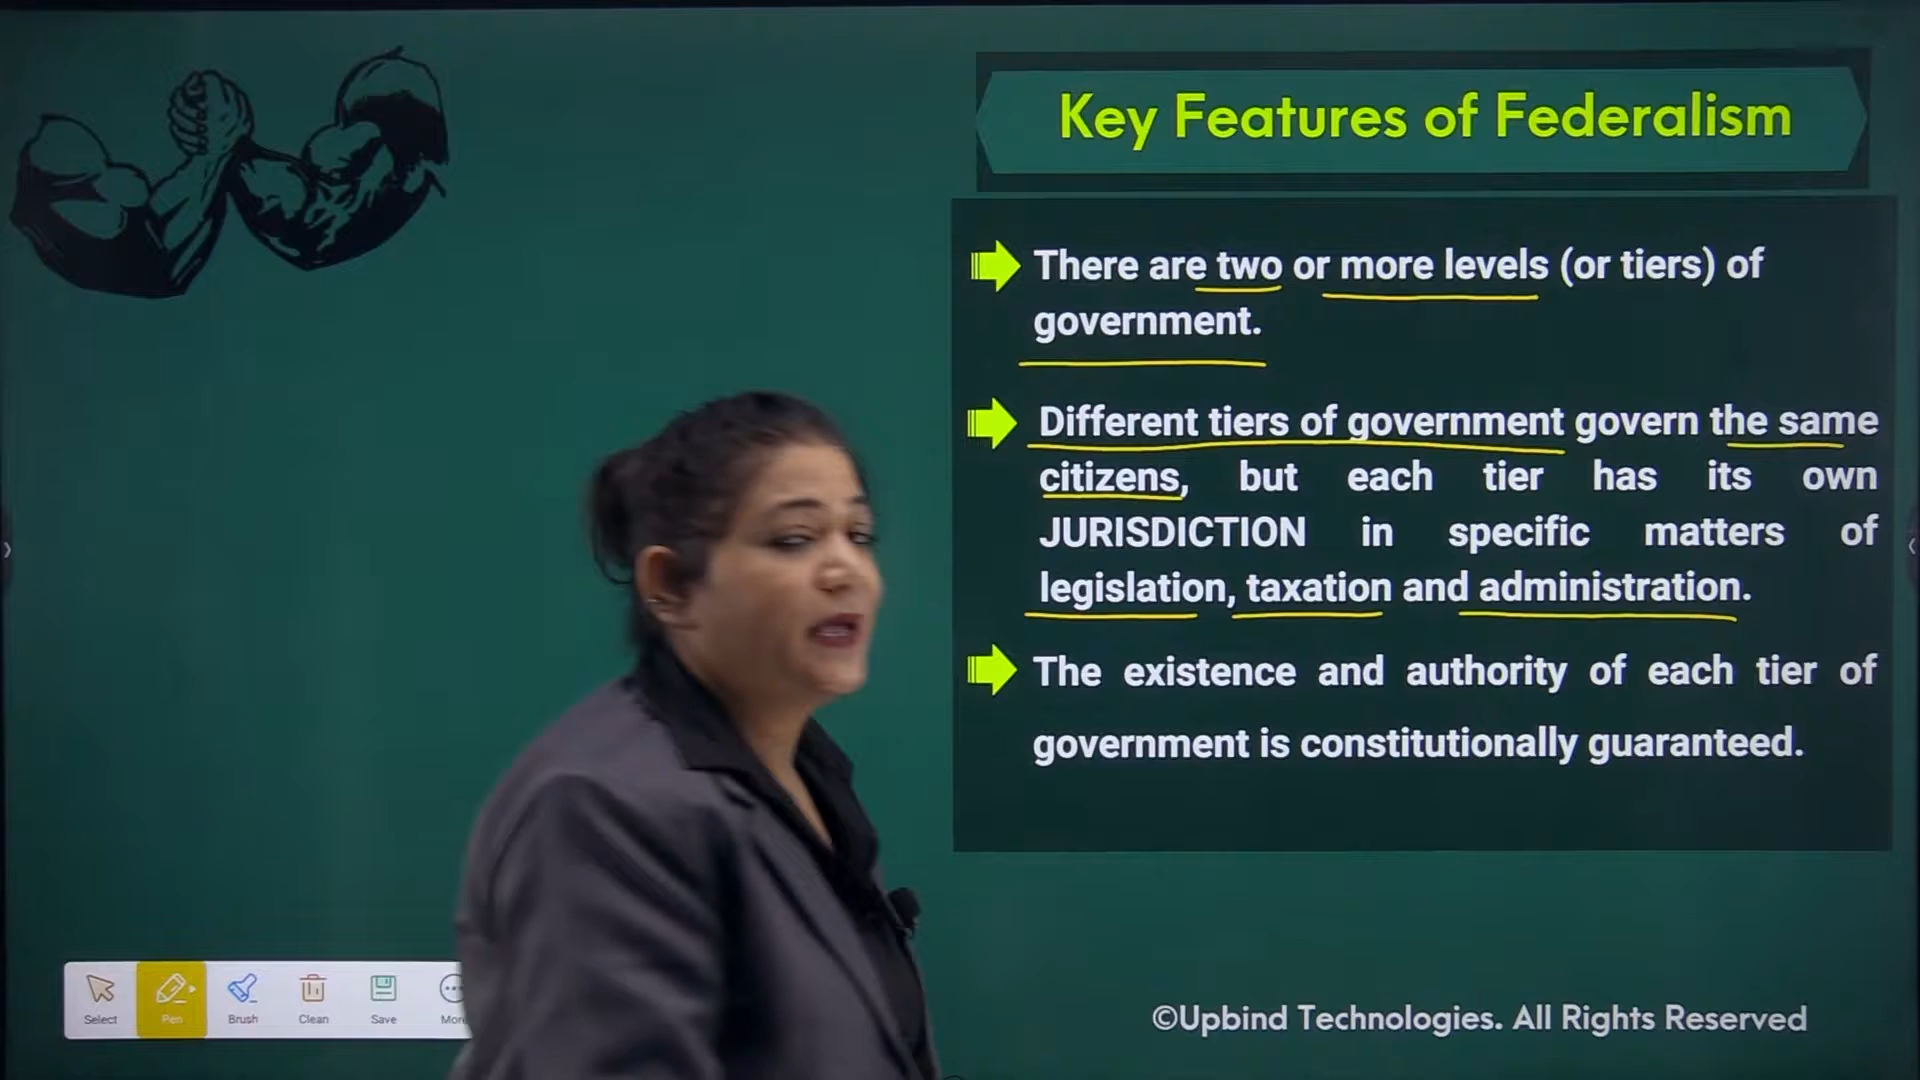 Key Features of Federalism
There are two or more levels (or tiers) of
government.
Different tiers of government govern the same
citizens, but each tier has its own
JURISDICTION in specific matters of
legislation, taxation and administration.
The existence and authority of each tier of
government is constitutionally guaranteed.
Select
Pen
Brush
Clean
Save
More
©Upbind Technologies. All Rights Reserved